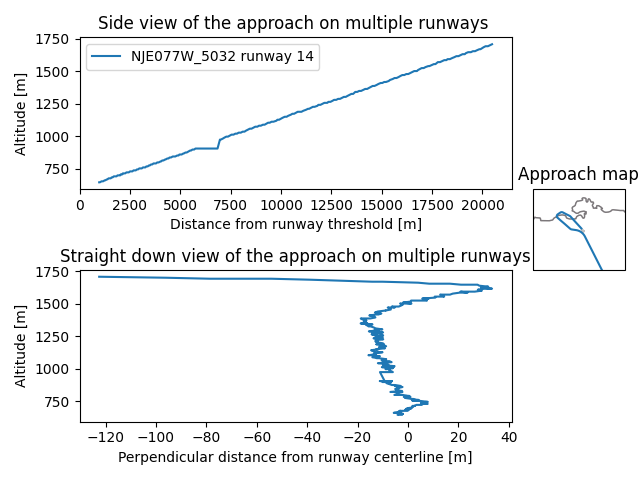 Side view of the approach on multiple runways
1750
1500
1250
1000
750
Altitude [m]
NJE077W_5032 runway 14
0 2500 5000 7500 10000 12500 15000 17500 20000
Distance from runway threshold [m]
Approach map
Straight down view of the approach on multiple runways
1750
1500
1250
1000
750
Altitude [m]
−120 −100 −80 −60 −40 −20 0 20 40
Perpendicular distance from runway centerline [m]